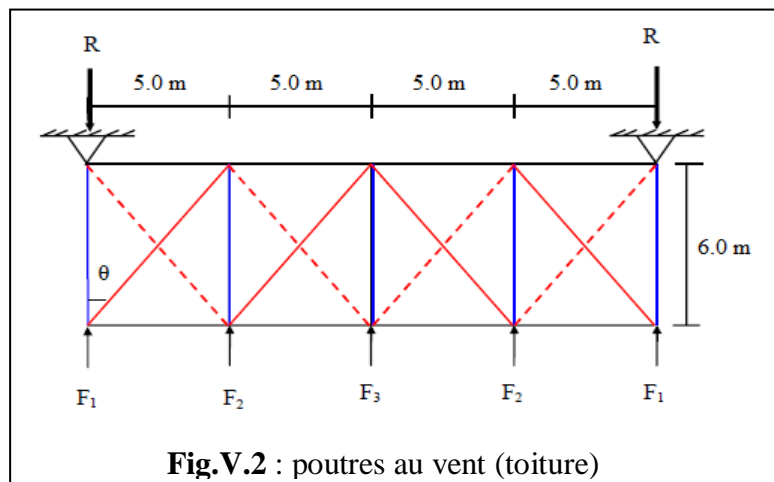 R R
5.0 m 5.0 m 5.0 m 5.0 m
6.0 m
θ
F₁ F₂ F₃ F₂ F₁
Fig.V.2 : poutres au vent (toiture)